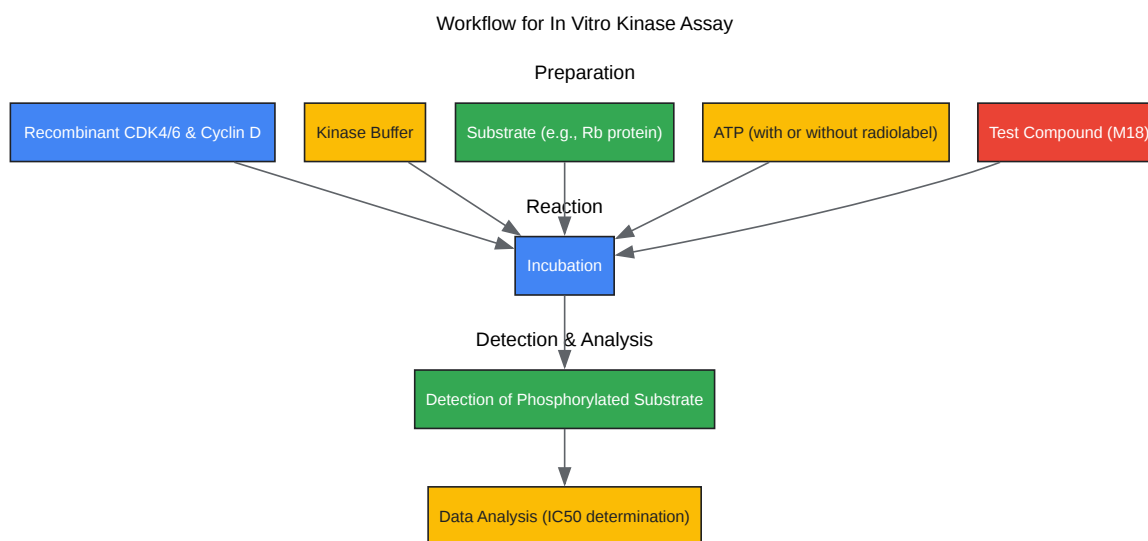 Workflow for In Vitro Kinase Assay
Preparation
Recombinant CDK4/6 & Cyclin D
Kinase Buffer
Substrate (e.g., Rb protein)
ATP (with or without radiolabel)
Test Compound (M18)
Reaction
Incubation
Detection & Analysis
Detection of Phosphorylated Substrate
Data Analysis (IC50 determination)